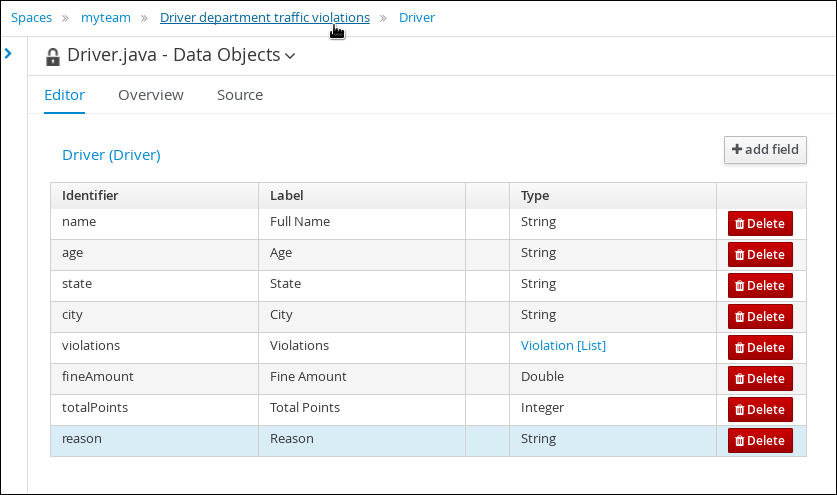 Spaces » myteam » Driver department traffic violations » Driver
Driver.java - Data Objects
Editor Overview Source
Driver (Driver) add field
Identifier Label Type
name Full Name String Delete
age Age String Delete
state State String Delete
city City String Delete
violations Violations Violation [List] Delete
fineAmount Fine Amount Double Delete
totalPoints Total Points Integer Delete
reason Reason String Delete